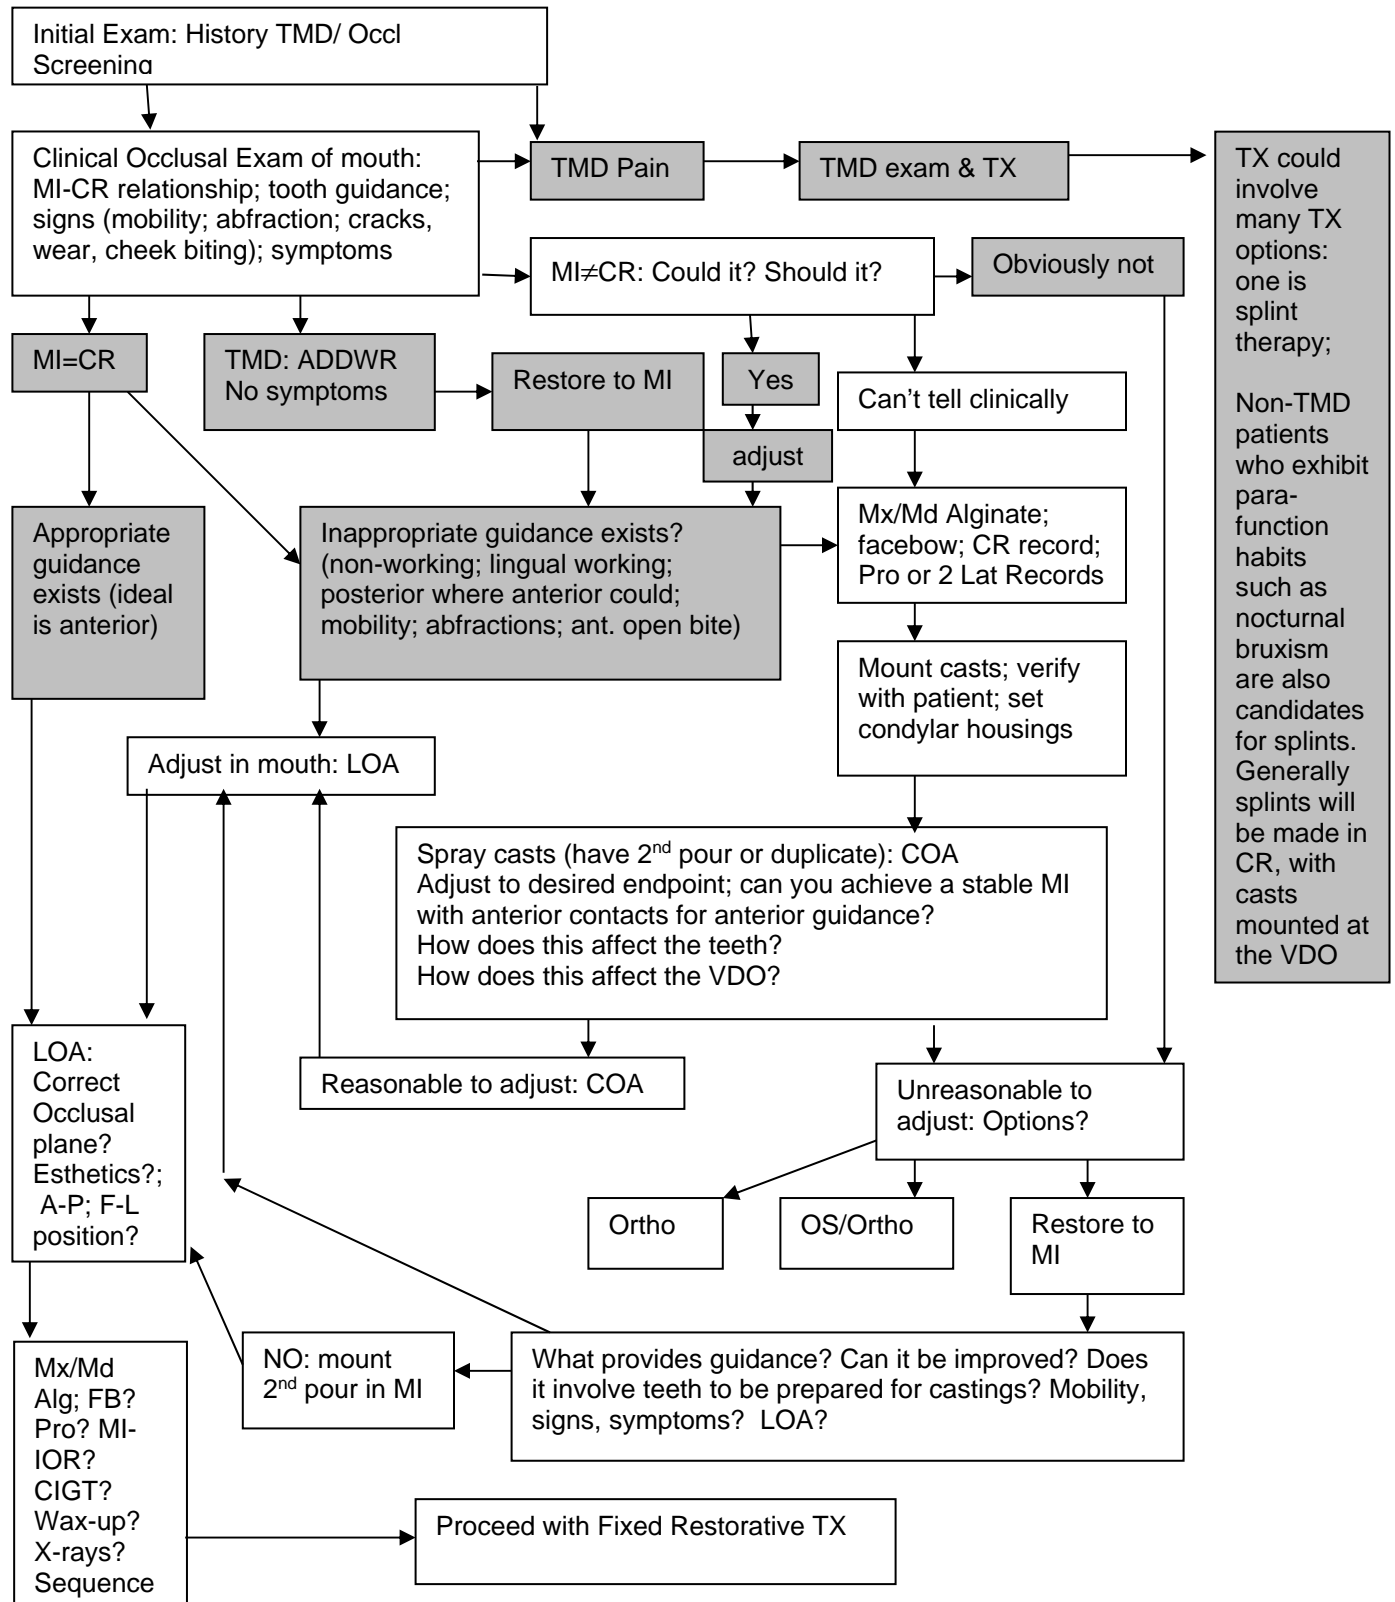 Initial Exam: History TMD/ Occl
Screening
Clinical Occlusal Exam of mouth:
MI-CR relationship; tooth guidance;
signs (mobility; abfraction; cracks,
wear, cheek biting); symptoms
TMD Pain
TMD exam & TX
TX could
involve
many TX
options:
one is
splint
therapy;
Non-TMD
patients
who exhibit
para-
function
habits
such as
nocturnal
bruxism
are also
candidates
for splints.
Generally
splints will
be made in
CR, with
casts
mounted at
the VDO
MI≠CR: Could it? Should it?
Obviously not
MI=CR
TMD: ADDWR
No symptoms
Restore to MI
Yes
adjust
Can't tell clinically
Appropriate
guidance
exists (ideal
is anterior)
Inappropriate guidance exists?
(non-working; lingual working;
posterior where anterior could;
mobility; abfractions; ant. open bite)
Mx/Md Alginate;
facebow; CR record;
Pro or 2 Lat Records
Mount casts; verify
with patient; set
condylar housings
Adjust in mouth: LOA
Spray casts (have 2nd pour or duplicate): COA
Adjust to desired endpoint; can you achieve a stable MI
with anterior contacts for anterior guidance?
How does this affect the teeth?
How does this affect the VDO?
LOA:
Correct
Occlusal
plane?
Esthetics?;
A-P; F-L
position?
Reasonable to adjust: COA
Unreasonable to
adjust: Options?
Ortho
OS/Ortho
Restore to
MI
NO: mount
2nd pour in MI
What provides guidance? Can it be improved? Does
it involve teeth to be prepared for castings? Mobility,
signs, symptoms? LOA?
Mx/Md
Alg; FB?
Pro? MI-
IOR?
CIGT?
Wax-up?
X-rays?
Sequence
Proceed with Fixed Restorative TX